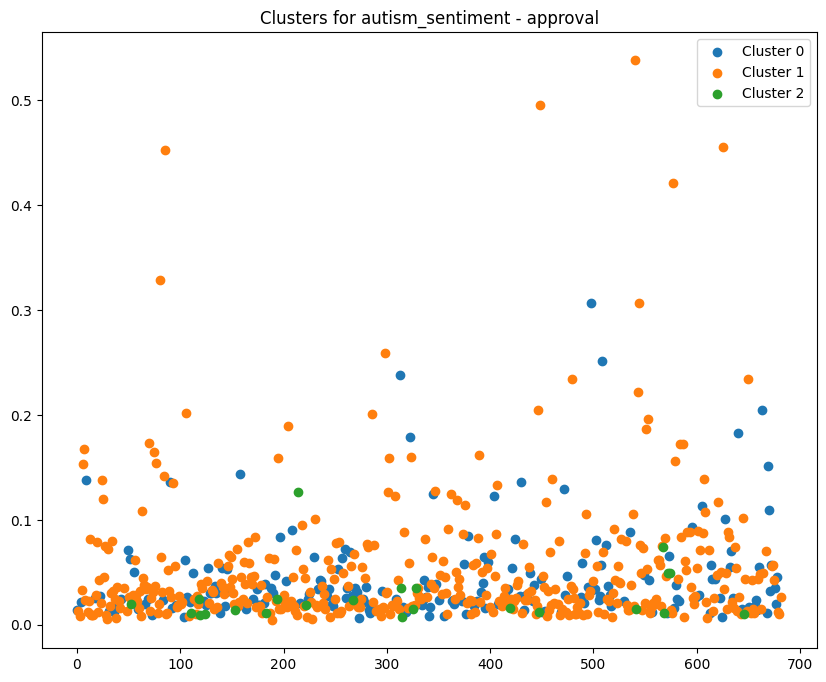 Clusters for autism_sentiment - approval
Cluster 0
Cluster 1
Cluster 2
0.5
0.4
0.3
0.2
0.1
0.0
0 100 200 300 400 500 600 700